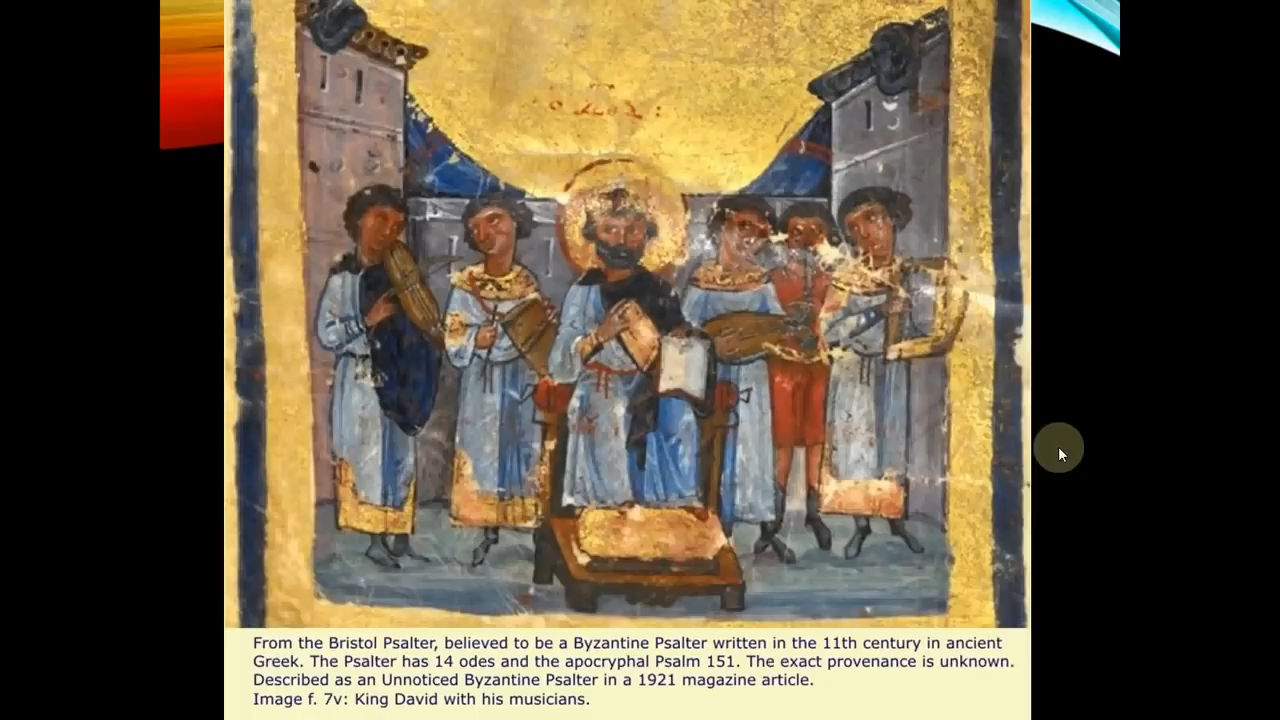 From the Bristol Psalter, believed to be a Byzantine Psalter written in the 11th century in ancient
Greek. The Psalter has 14 odes and the apocryphal Psalm 151. The exact provenance is unknown.
Described as an Unnoticed Byzantine Psalter in a 1921 magazine article.
Image f. 7v: King David with his musicians.